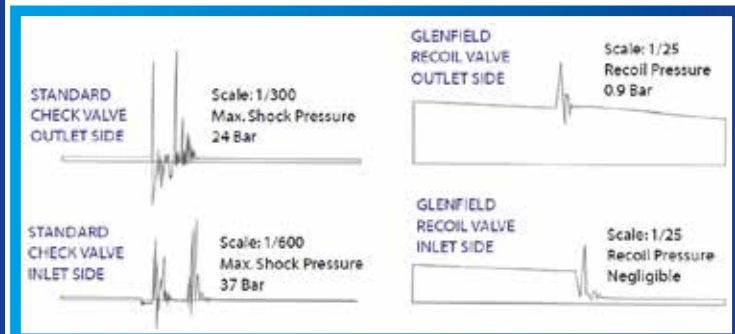 STANDARD
CHECK VALVE
OUTLET SIDE
Scale: 1/300
Max. Shock Pressure
24 Bar
GLENFIELD
RECOIL VALVE
OUTLET SIDE
Scale: 1/25
Recoil Pressure
0.9 Bar
STANDARD
CHECK VALVE
INLET SIDE
Scale: 1/600
Max. Shock Pressure
37 Bar
GLENFIELD
RECOIL VALVE
INLET SIDE
Scale: 1/25
Recoil Pressure
Negligible